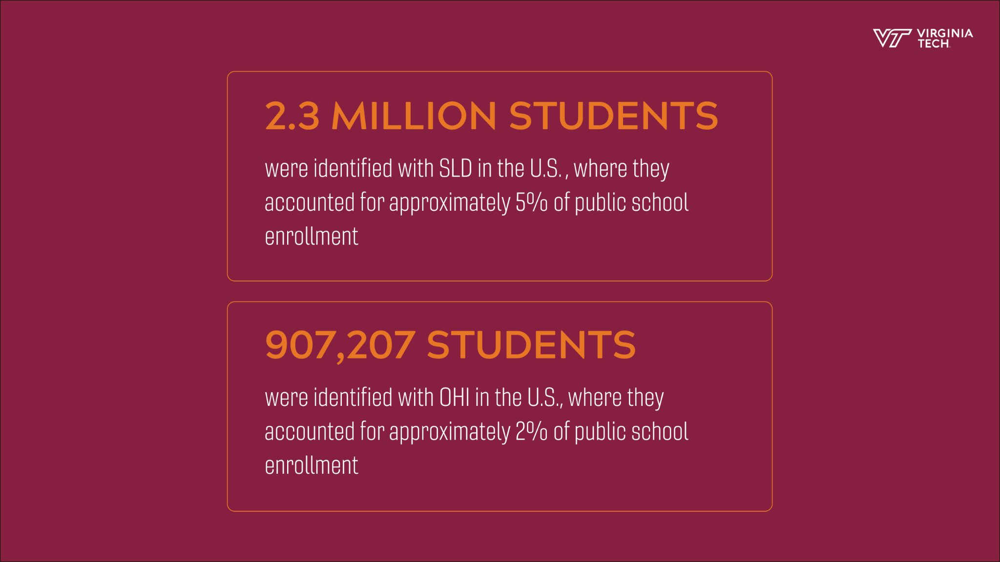 VT VIRGINIA
TECH
2.3 MILLION STUDENTS
were identified with SLD in the U.S. , where they
accounted for approximately 5% of public school
enrollment
907,207 STUDENTS
were identified with OHI in the U.S., where they
accounted for approximately 2% of public school
enrollment